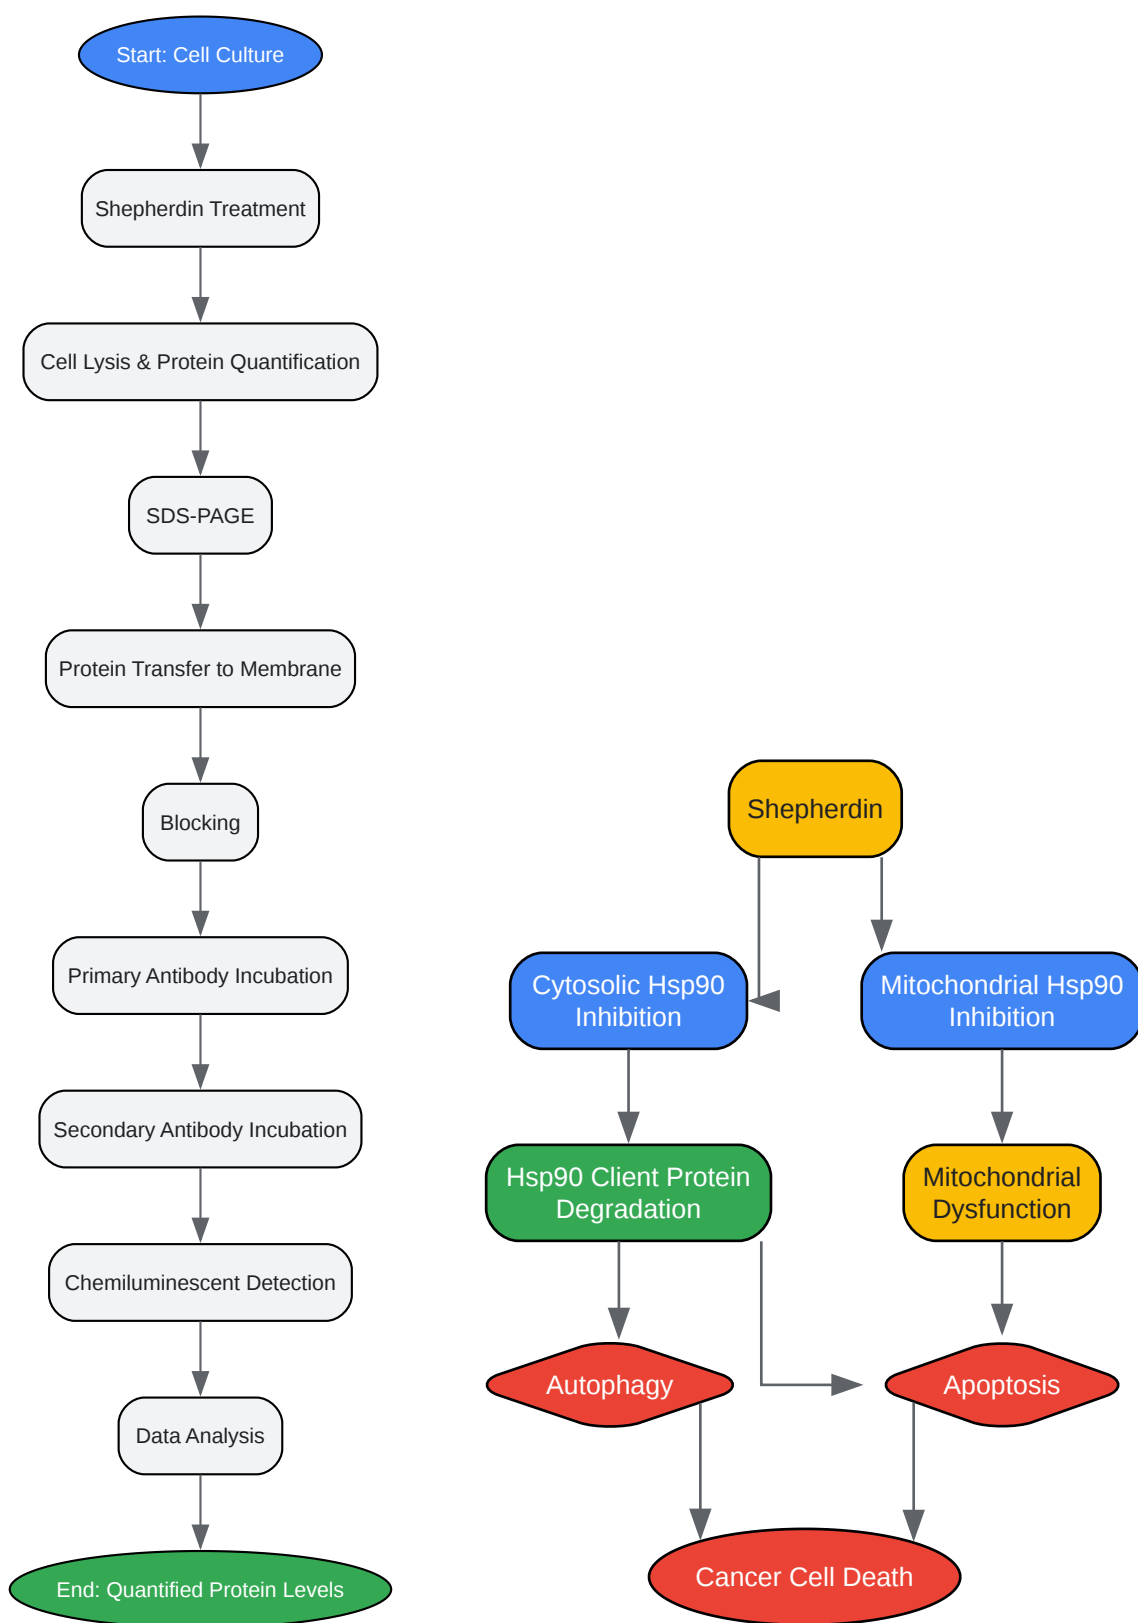 Start: Cell Culture
Shepherdin Treatment
Cell Lysis & Protein Quantification
SDS-PAGE
Protein Transfer to Membrane
Blocking
Primary Antibody Incubation
Secondary Antibody Incubation
Chemiluminescent Detection
Data Analysis
End: Quantified Protein Levels
Shepherdin
Cytosolic Hsp90
Inhibition
Mitochondrial Hsp90
Inhibition
Hsp90 Client Protein
Degradation
Mitochondrial
Dysfunction
Autophagy
Apoptosis
Cancer Cell Death